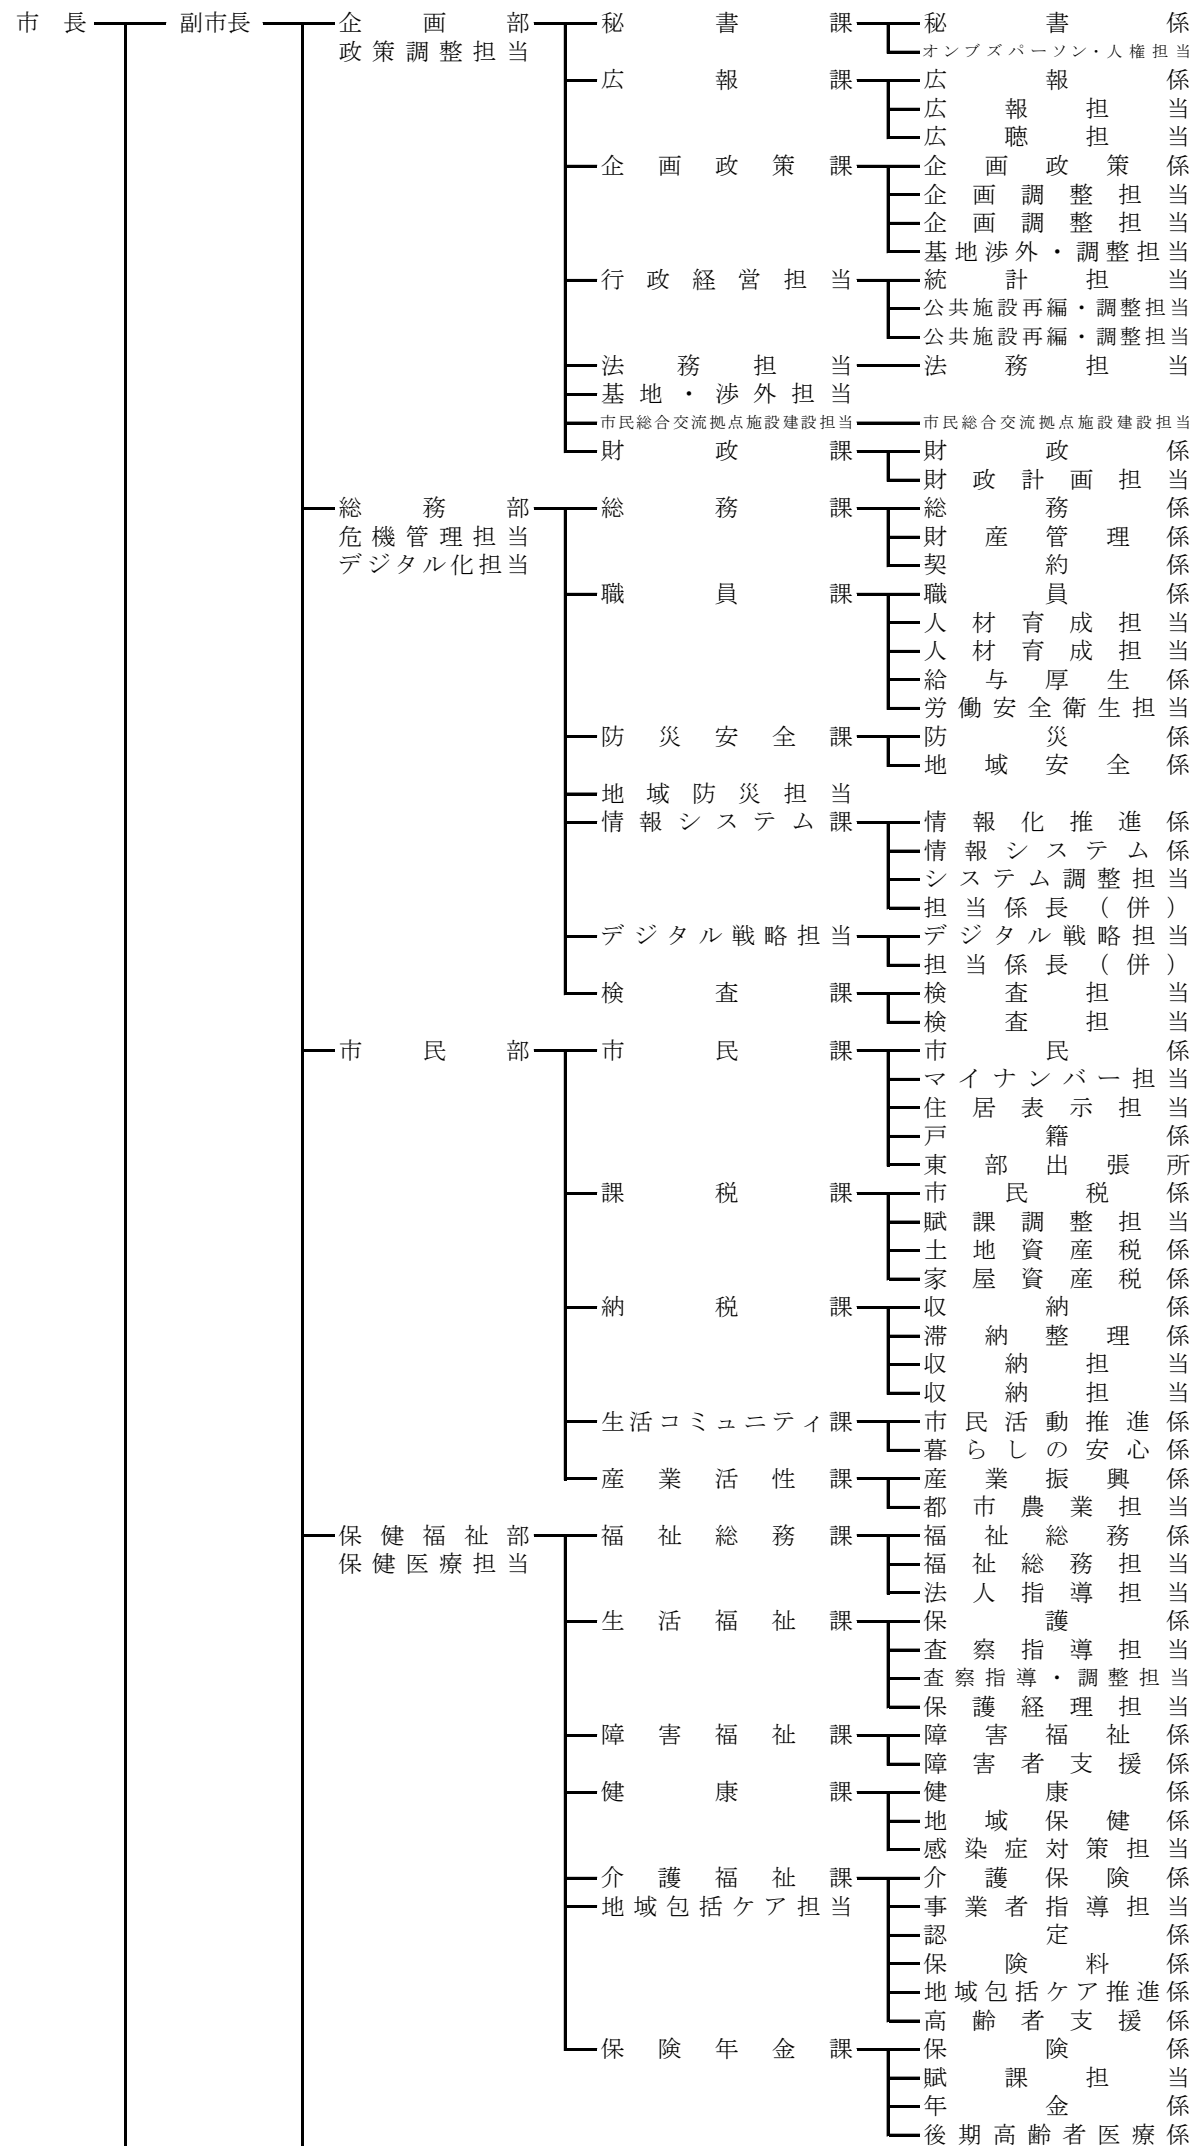 市長 副市長 企画部 秘書課 秘書係
政策調整担当 オンブズパーソン・人権担当
広報課 広報係
広報担当
広聴担当
企画政策課 企画政策係
企画調整担当
企画調整担当
基地渉外・調整担当
行政経営担当 統計担当
公共施設再編・調整担当
公共施設再編・調整担当
法務担当 法務担当
基地・渉外担当
市民総合交流拠点施設建設担当 市民総合交流拠点施設建設担当
財政課 財政係
財政計画担当
総務部 総務課 総務係
危機管理担当 財産管理係
デジタル化担当 契約係
職員課 職員係
人材育成担当
人材育成担当
給与厚生係
労働安全衛生担当
防災安全課 防災係
地域安全係
地域防災担当
情報システム課 情報化推進係
情報システム係
システム調整担当
担当係長(併)
デジタル戦略担当 デジタル戦略担当
担当係長(併)
検査課 検査担当
検査担当
市民部 市民課 市民係
マイナンバー担当
住居表示担当
戸籍係
東部出張所
課税課 市民税係
賦課調整担当
土地資産税係
家屋資産税係
納税課 収納係
滞納整理係
収納担当
収納担当
生活コミュニティ課 市民活動推進係
暮らしの安心係
産業活性課 産業振興係
都市農業担当
保健福祉部 福祉総務課 福祉総務係
保健医療担当 福祉総務担当
法人指導担当
生活福祉課 保護係
査察指導担当
査察指導・調整担当
保護経理担当
障害福祉課 障害福祉係
障害者支援係
健康課 健康係
地域保健係
感染症対策担当
介護福祉課 介護保険係
地域包括ケア担当 事業者指導担当
認定係
保険料係
地域包括ケア推進係
高齢者支援係
保険年金課 保険係
賦課担当
年金係
後期高齢者医療係